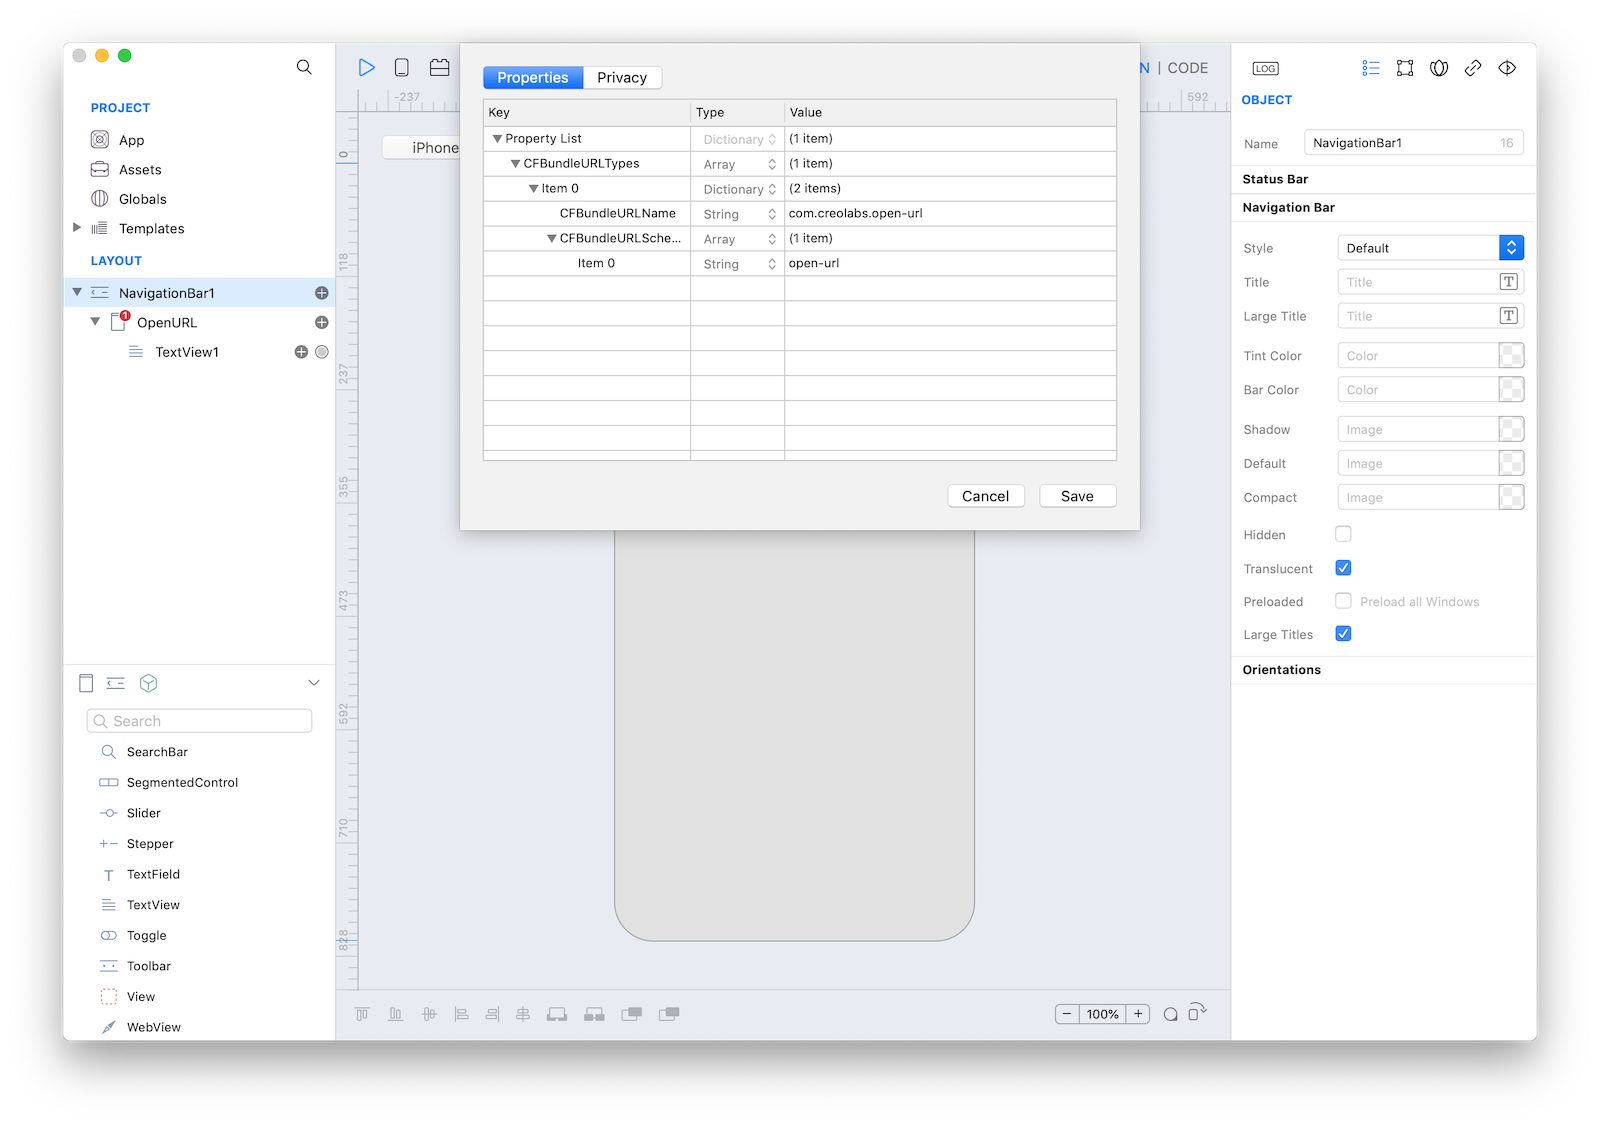 PROJECT
App
Assets
Globals
Templates
LAYOUT
NavigationBar1
1
OpenURL
TextView1
Search
SearchBar
SegmentedControl
Slider
Stepper
TextField
TextView
Toggle
Toolbar
View
WebView
-237
592
N | CODE
iPhone
0
118
237
355
473
592
710
828
Properties Privacy
Key Type Value
Property List Dictionary (1 item)
CFBundleURLTypes Array (1 item)
Item 0 Dictionary (2 items)
CFBundleURLName String com.creolabs.open-url
CFBundleURLSche... Array (1 item)
Item 0 String open-url
Cancel Save
− 100% +
LOG
OBJECT
Name NavigationBar1 16
Status Bar
Navigation Bar
Style Default
Title Title T
Large Title Title T
Tint Color Color
Bar Color Color
Shadow Image
Default Image
Compact Image
Hidden
Translucent
Preloaded Preload all Windows
Large Titles
Orientations